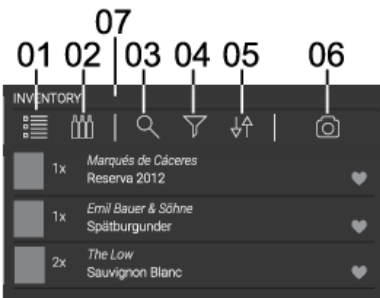 07
01 02 03 04 05 06
INVENTORY
1x Marqués de Cáceres
Reserva 2012
1x Emil Bauer & Söhne
Spätburgunder
2x The Low
Sauvignon Blanc